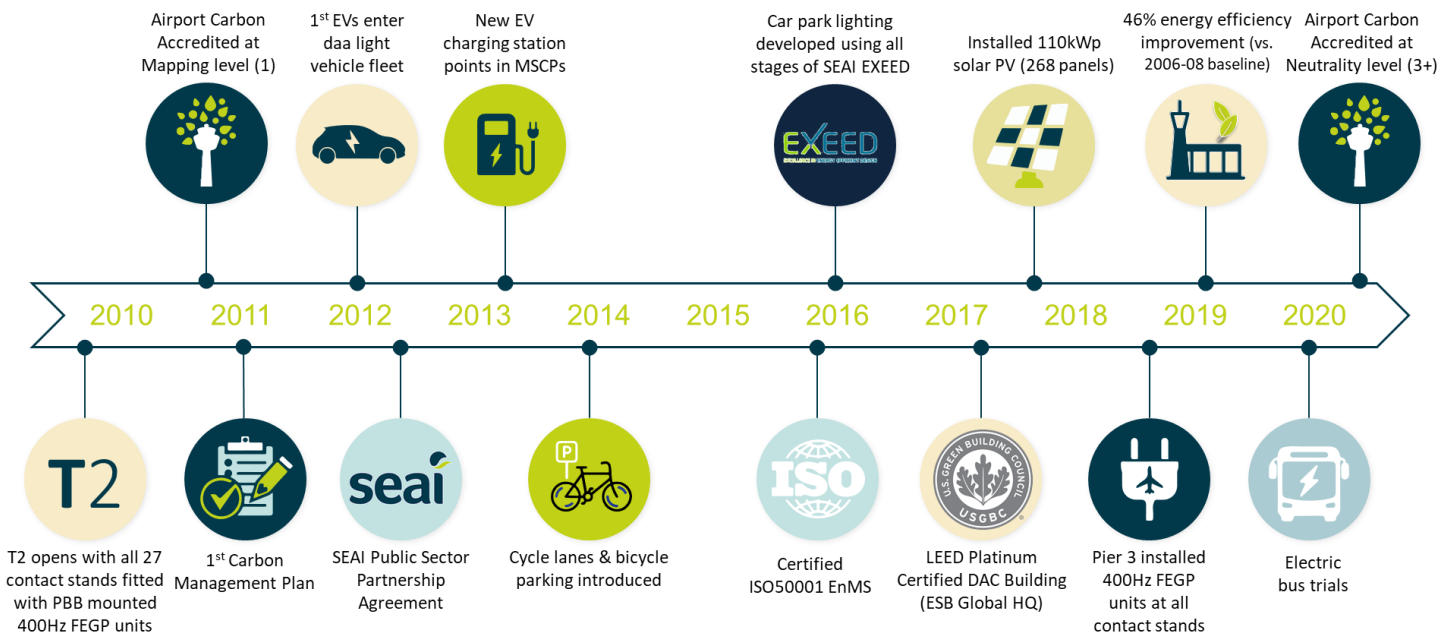 Airport Carbon
Accredited at
Mapping level (1)
1st EVs enter
daa light
vehicle fleet
New EV
charging station
points in MSCPs
Car park lighting
developed using all
stages of SEAI EXEED
EXEED
EXCELLENCE IN ENERGY EFFICIENT DESIGN
Installed 110kWp
solar PV (268 panels)
46% energy efficiency
improvement (vs.
2006-08 baseline)
Airport Carbon
Accredited at
Neutrality level (3+)
2010 2011 2012 2013 2014 2015 2016 2017 2018 2019 2020
T2
T2 opens with all 27
contact stands fitted
with PBB mounted
400Hz FEGP units
1st Carbon
Management Plan
seai
SEAI Public Sector
Partnership
Agreement
P
Cycle lanes & bicycle
parking introduced
ISO
Certified
ISO50001 EnMS
U.S. GREEN BUILDING COUNCIL
USGBC
LEED Platinum
Certified DAC Building
(ESB Global HQ)
Pier 3 installed
400Hz FEGP
units at all
contact stands
Electric
bus trials